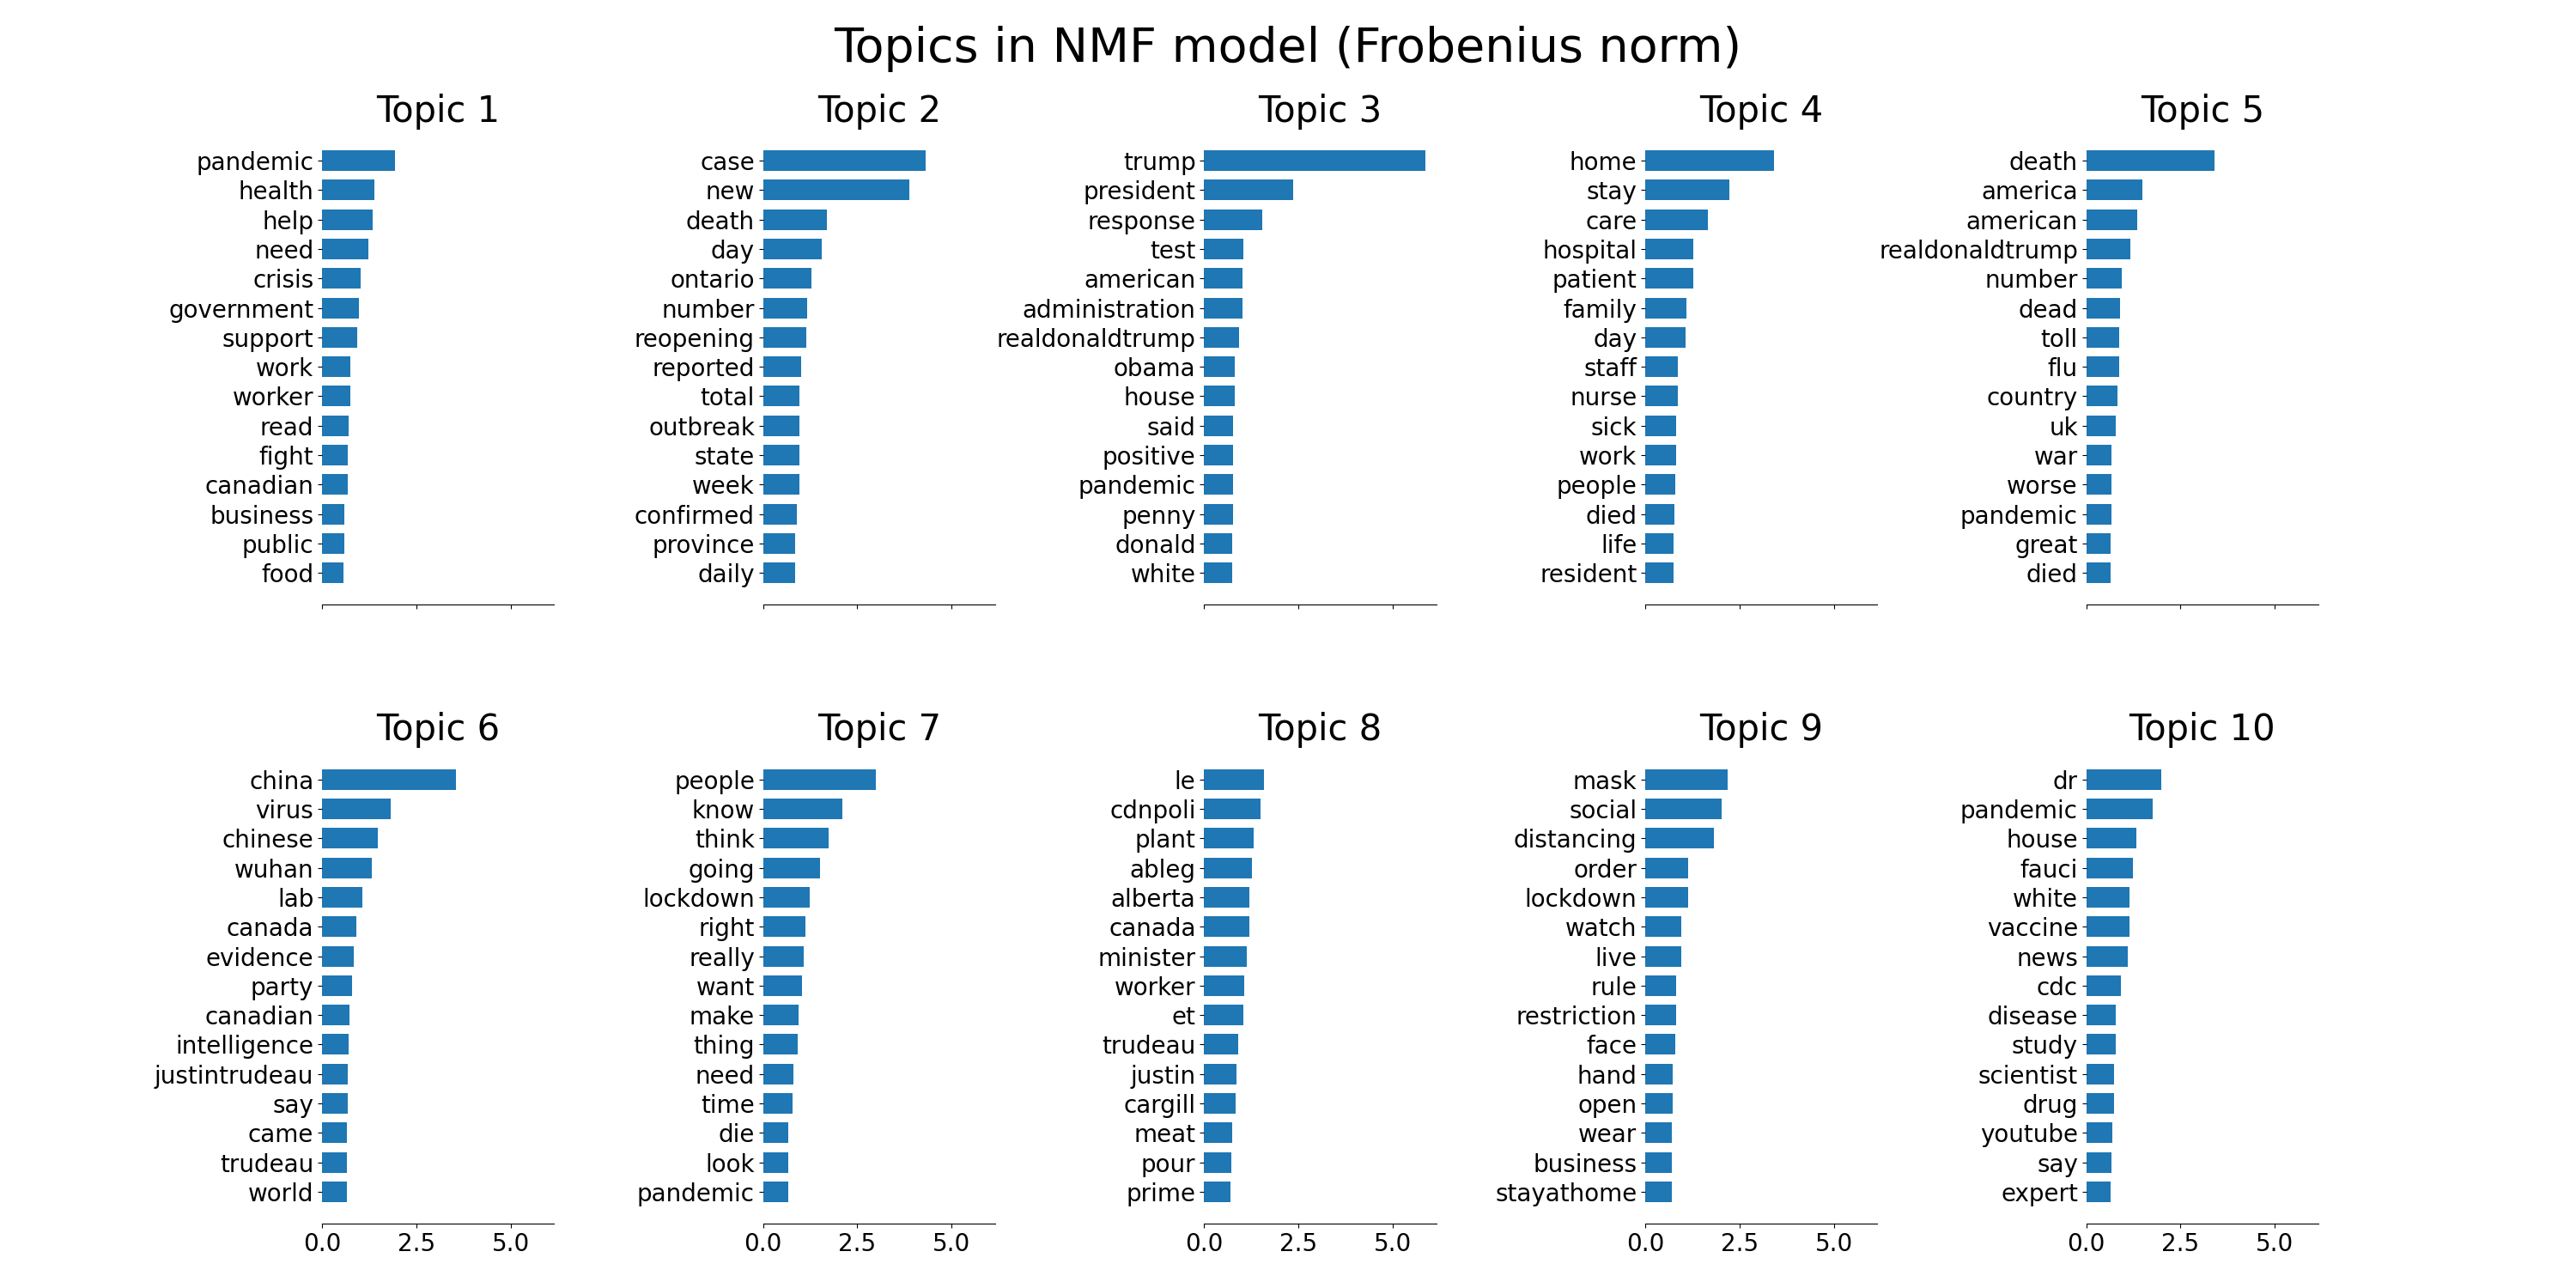 Topics in NMF model (Frobenius norm)
Topic 1
pandemic
health
help
need
crisis
government
support
work
worker
read
fight
canadian
business
public
food
Topic 2
case
new
death
day
ontario
number
reopening
reported
total
outbreak
state
week
confirmed
province
daily
Topic 3
trump
president
response
test
american
administration
realdonaldtrump
obama
house
said
positive
pandemic
penny
donald
white
Topic 4
home
stay
care
hospital
patient
family
day
staff
nurse
sick
work
people
died
life
resident
Topic 5
death
america
american
realdonaldtrump
number
dead
toll
flu
country
uk
war
worse
pandemic
great
died
Topic 6
china
virus
chinese
wuhan
lab
canada
evidence
party
canadian
intelligence
justintrudeau
say
came
trudeau
world
0.0 2.5 5.0
Topic 7
people
know
think
going
lockdown
right
really
want
make
thing
need
time
die
look
pandemic
0.0 2.5 5.0
Topic 8
le
cdnpoli
plant
ableg
alberta
canada
minister
worker
et
trudeau
justin
cargill
meat
pour
prime
0.0 2.5 5.0
Topic 9
mask
social
distancing
order
lockdown
watch
live
rule
restriction
face
hand
open
wear
business
stayathome
0.0 2.5 5.0
Topic 10
dr
pandemic
house
fauci
white
vaccine
news
cdc
disease
study
scientist
drug
youtube
say
expert
0.0 2.5 5.0